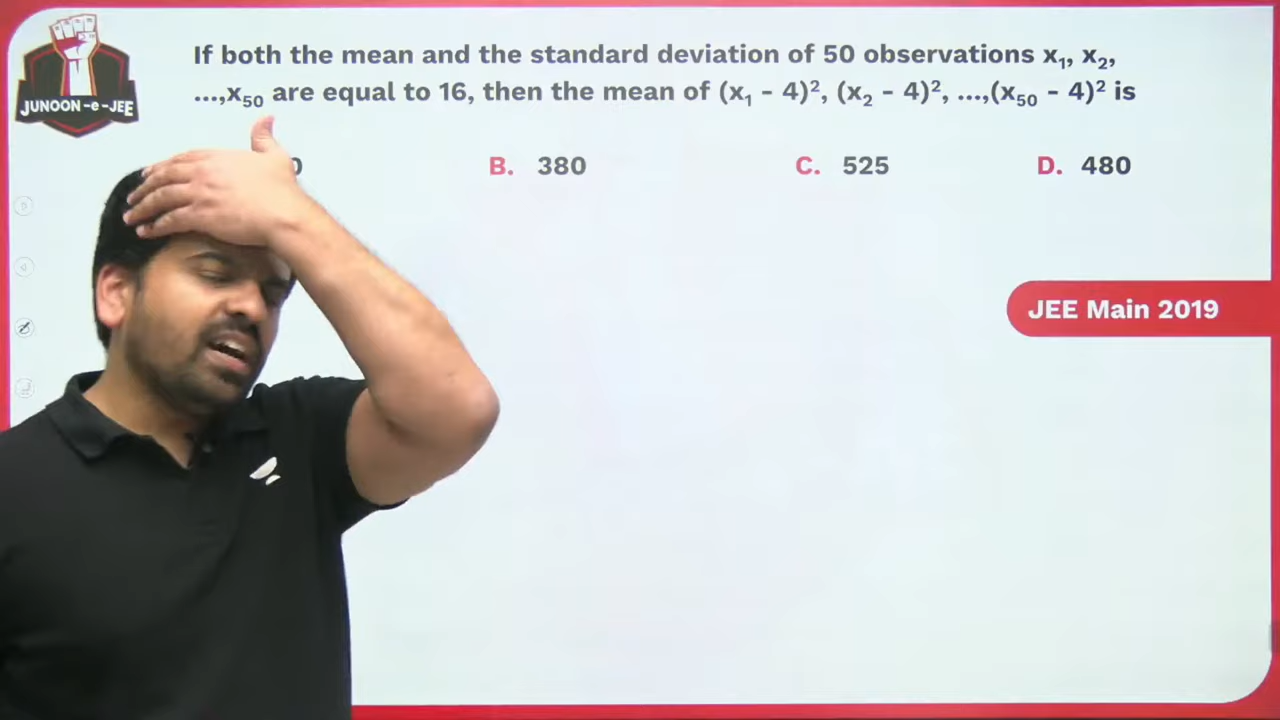 JUNOON-e-JEE
If both the mean and the standard deviation of 50 observations x₁, x₂,
...,x₅₀ are equal to 16, then the mean of (x₁ - 4)², (x₂ - 4)², ...,(x₅₀ - 4)² is
B. 380 C. 525 D. 480
JEE Main 2019